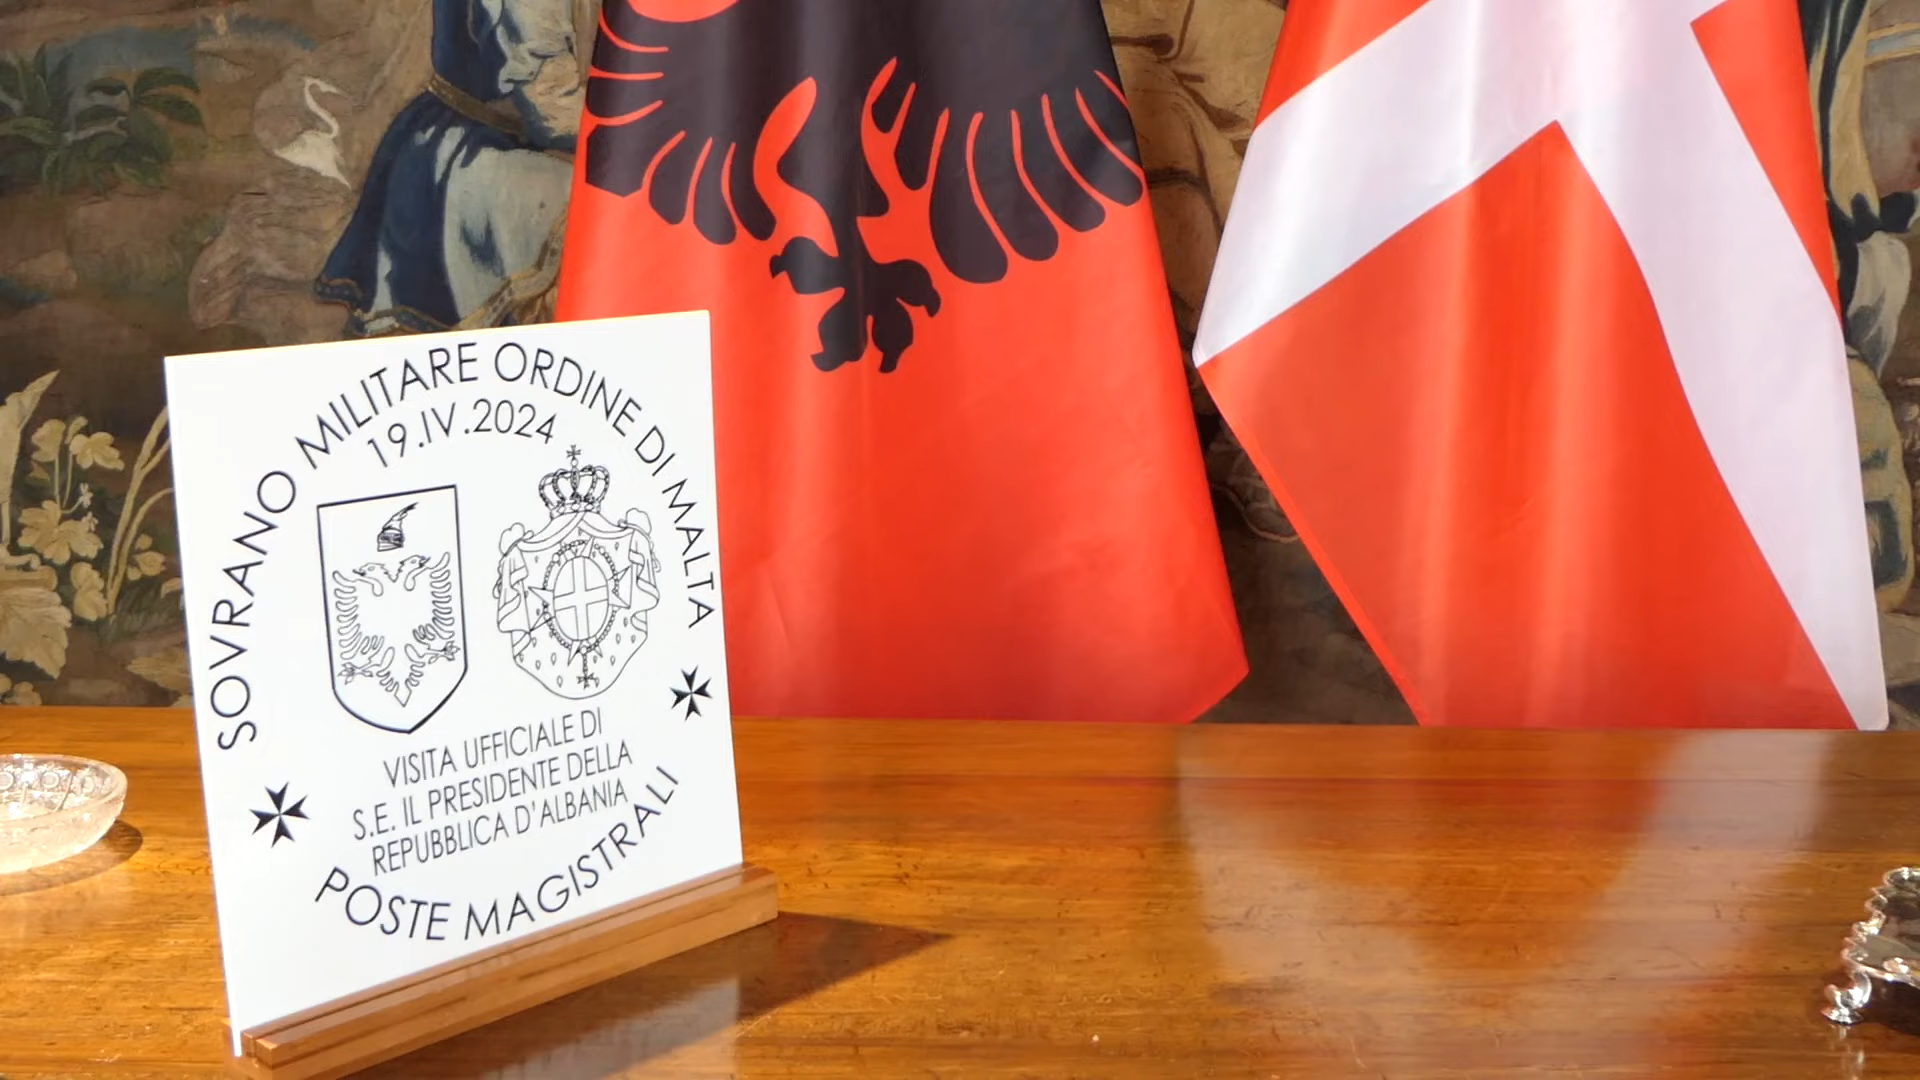 SOVRANO MILITARE ORDINE DI MALTA
19.IV.2024
VISITA UFFICIALE DI
S.E. IL PRESIDENTE DELLA
REPUBBLICA D'ALBANIA
POSTE MAGISTRALI